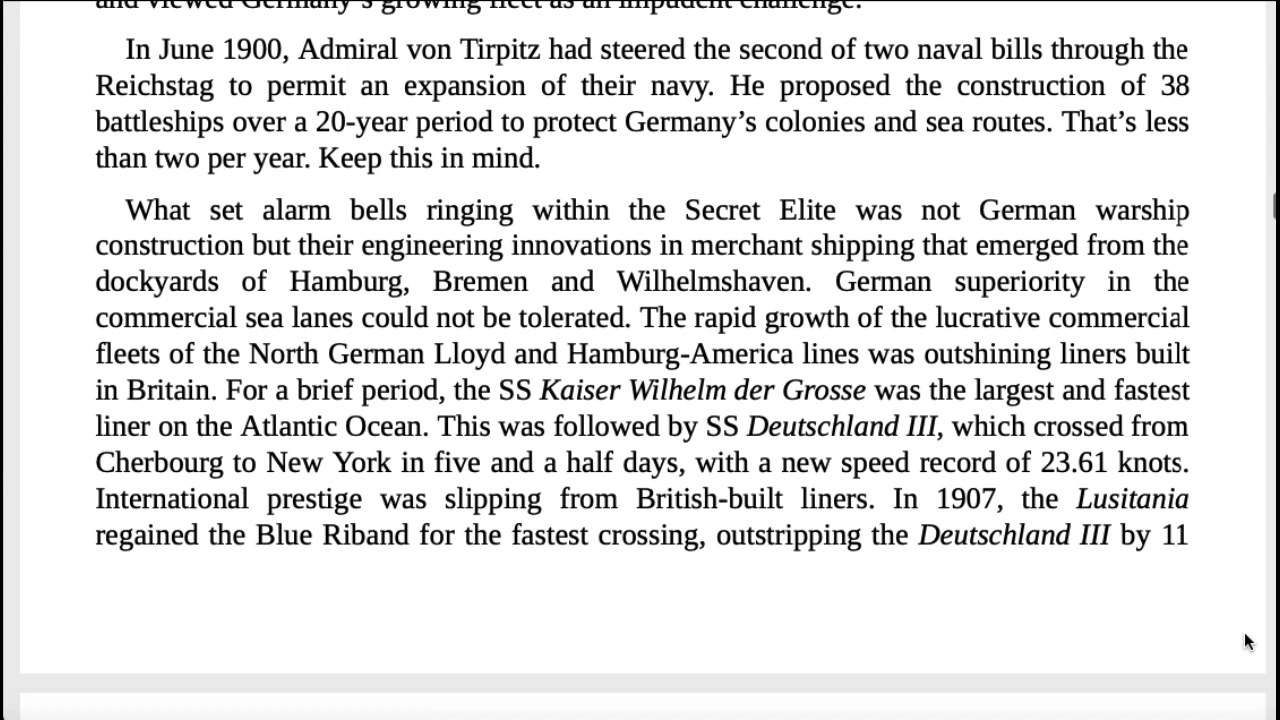 and viewed Germany's growing fleet as an impudent challenge.
In June 1900, Admiral von Tirpitz had steered the second of two naval bills through the
Reichstag to permit an expansion of their navy. He proposed the construction of 38
battleships over a 20-year period to protect Germany’s colonies and sea routes. That’s less
than two per year. Keep this in mind.
What set alarm bells ringing within the Secret Elite was not German warship
construction but their engineering innovations in merchant shipping that emerged from the
dockyards of Hamburg, Bremen and Wilhelmshaven. German superiority in the
commercial sea lanes could not be tolerated. The rapid growth of the lucrative commercial
fleets of the North German Lloyd and Hamburg-America lines was outshining liners built
in Britain. For a brief period, the SS Kaiser Wilhelm der Grosse was the largest and fastest
liner on the Atlantic Ocean. This was followed by SS Deutschland III, which crossed from
Cherbourg to New York in five and a half days, with a new speed record of 23.61 knots.
International prestige was slipping from British-built liners. In 1907, the Lusitania
regained the Blue Riband for the fastest crossing, outstripping the Deutschland III by 11